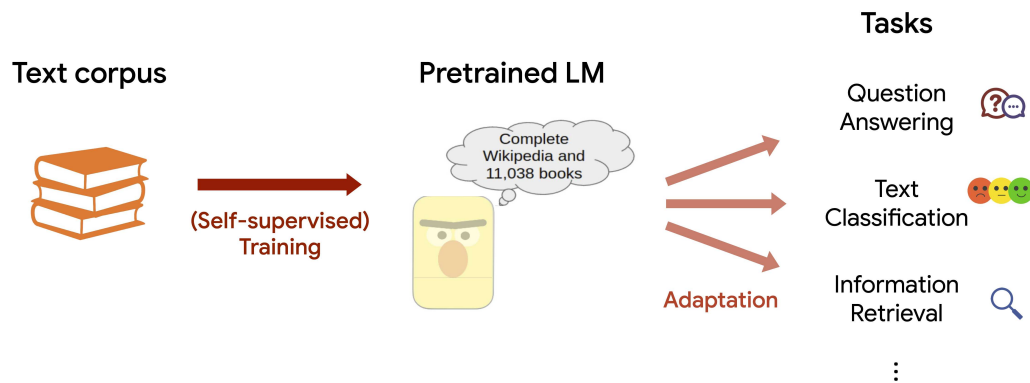 Text corpus
(Self-supervised)
Training
Pretrained LM
Complete
Wikipedia and
11,038 books
Adaptation
Tasks
Question
Answering
?
Text
Classification
Information
Retrieval
⋮